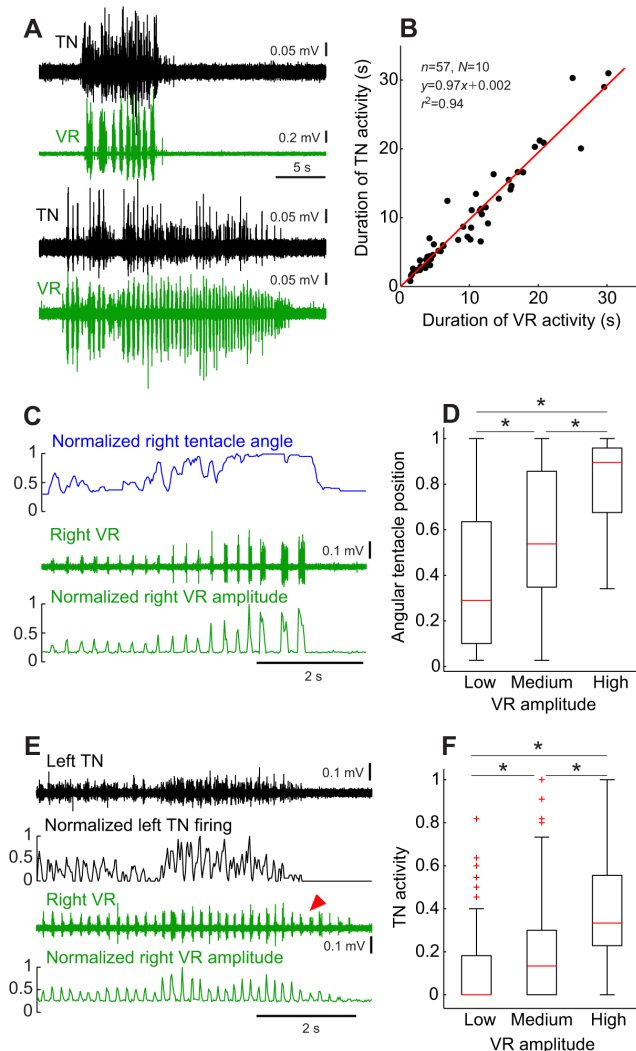 A
TN
0.05 mV
VR
0.2 mV
5 s
TN
0.05 mV
VR
0.05 mV
B
Duration of TN activity (s)
30
20
10
0
n=57, N=10
y=0.97x+0.002
r²=0.94
0 10 20 30
Duration of VR activity (s)
C
Normalized right tentacle angle
1
0.5
0
Right VR
0.1 mV
Normalized right VR amplitude
1
0.5
0
2 s
D
* * *
Angular tentacle position
1
0.8
0.6
0.4
0.2
0
Low Medium High
VR amplitude
E
Left TN
0.1 mV
Normalized left TN firing
1
0.5
0
Right VR
0.1 mV
Normalized right VR amplitude
1
0.5
0
2 s
F
* * *
TN activity
1
0.8
0.6
0.4
0.2
0
Low Medium High
VR amplitude